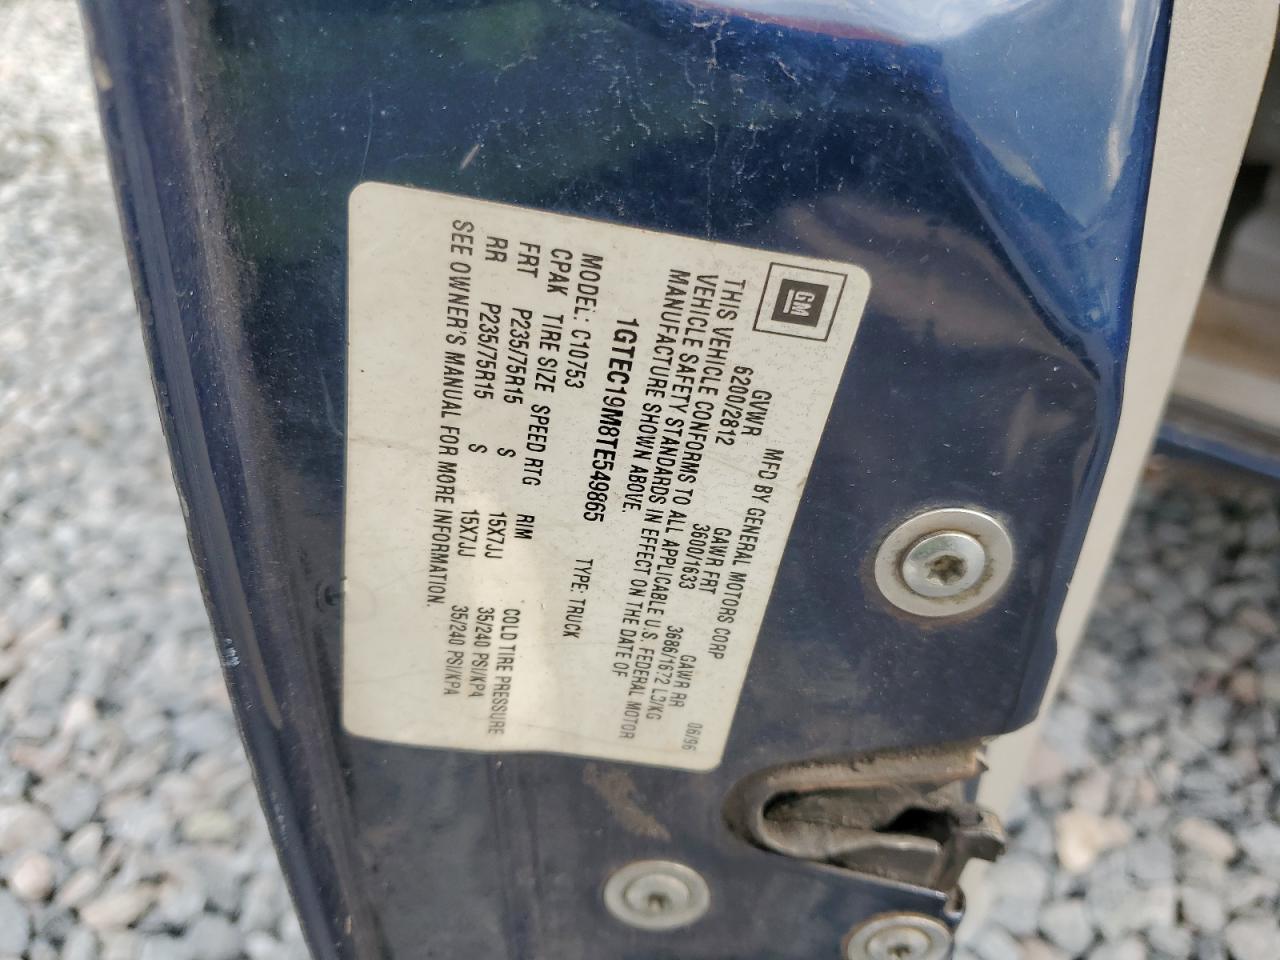 GM
MFD BY GENERAL MOTORS CORP 06/96
GVWR GAWR FRT GAWR RR
6200/2812 3600/1633 3686/1672 LB/KG
THIS VEHICLE CONFORMS TO ALL APPLICABLE U.S. FEDERAL MOTOR
VEHICLE SAFETY STANDARDS IN EFFECT ON THE DATE OF
MANUFACTURE SHOWN ABOVE.
1GTEC19M8TE549865 TYPE: TRUCK
MODEL: C10753
CPAK TIRE SIZE SPEED RTG RIM COLD TIRE PRESSURE
FRT P235/75R15 S 15X7JJ 35/240 PSI/KPA
RR P235/75R15 S 15X7JJ 35/240 PSI/KPA
SEE OWNER'S MANUAL FOR MORE INFORMATION.